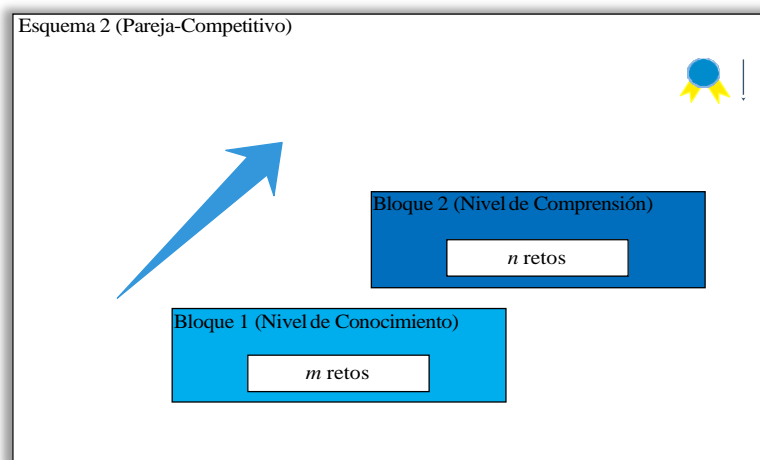 Esquema 2 (Pareja-Competitivo)
Bloque 2 (Nivel de Comprensión)
n retos
Bloque 1 (Nivel de Conocimiento)
m retos